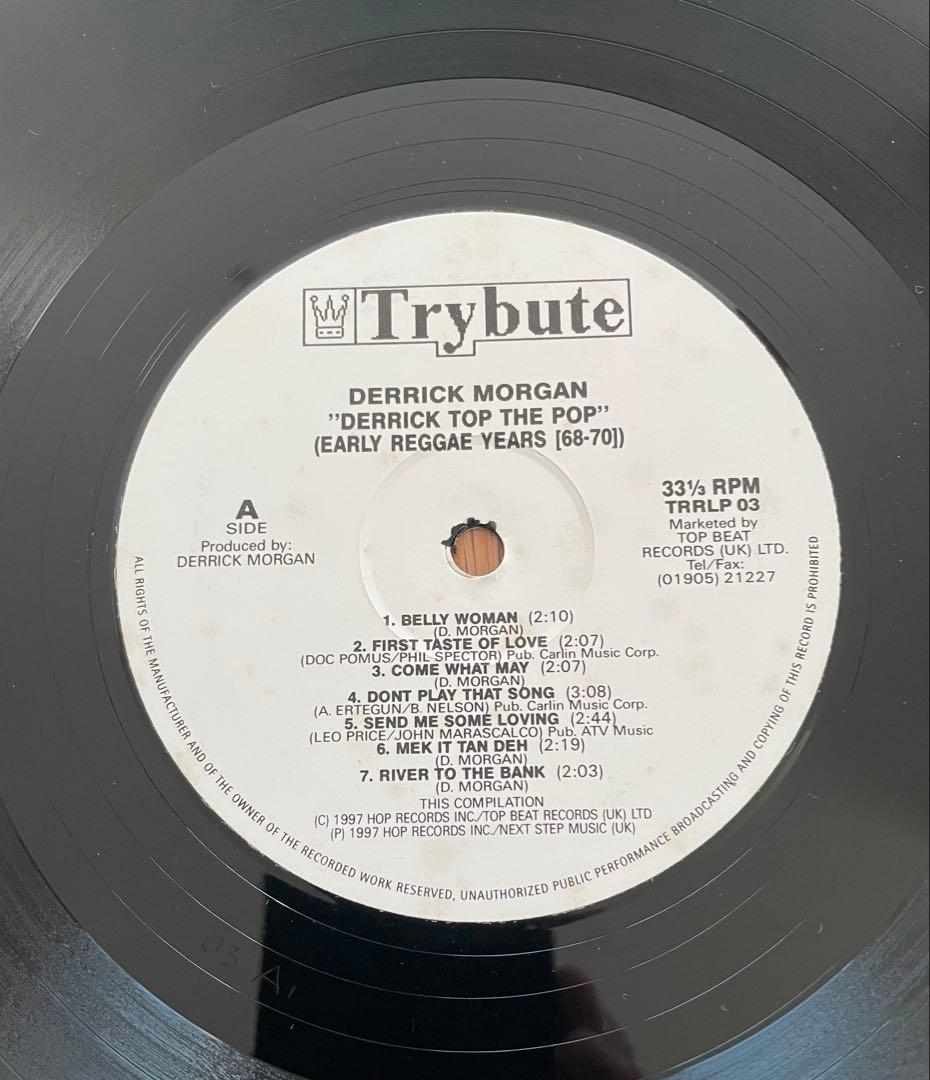 Trybute
DERRICK MORGAN
"DERRICK TOP THE POP"
(EARLY REGGAE YEARS [68-70])
A
SIDE
Produced by:
DERRICK MORGAN
33⅓ RPM
TRRLP 03
Marketed by
TOP BEAT
RECORDS (UK) LTD.
Tel/Fax:
(01905) 21227
1. BELLY WOMAN (2:10)
(D. MORGAN)
2. FIRST TASTE OF LOVE (2:07)
(DOC POMUS/PHIL SPECTOR) Pub. Carlin Music Corp.
3. COME WHAT MAY (2:07)
(D. MORGAN)
4. DONT PLAY THAT SONG (3:08)
(A. ERTEGUN/B. NELSON) Pub. Carlin Music Corp.
5. SEND ME SOME LOVING (2:44)
(LEO PRICE/JOHN MARASCALCO) Pub. ATV Music
6. MEK IT TAN DEH (2:19)
(D. MORGAN)
7. RIVER TO THE BANK (2:03)
(D. MORGAN)
THIS COMPILATION
(C) 1997 HOP RECORDS INC./TOP BEAT RECORDS (UK) LTD
(P) 1997 HOP RECORDS INC./NEXT STEP MUSIC (UK)
ALL RIGHTS OF THE MANUFACTURER AND OF THE OWNER OF THE RECORDED WORK RESERVED, UNAUTHORIZED PUBLIC PERFORMANCE BROADCASTING AND COPYING OF THIS RECORD IS PROHIBITED
03 A1